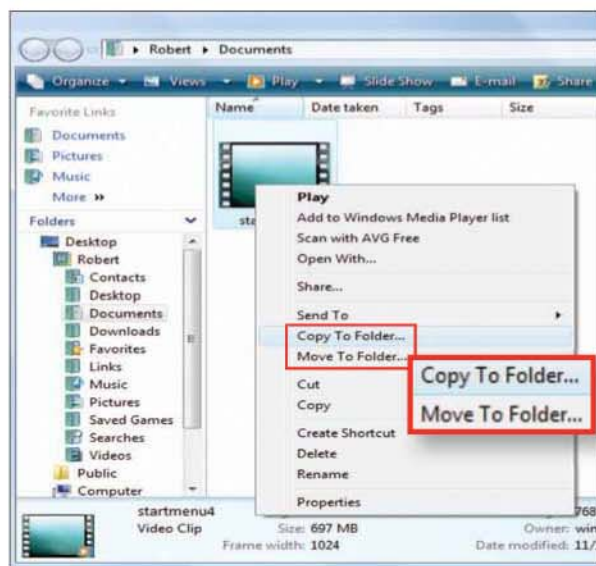 Robert ▸ Documents
Organize Views Play Slide Show E-mail Share
Favorite Links
Documents
Pictures
Music
More »
Folders
Desktop
Robert
Contacts
Desktop
Documents
Downloads
Favorites
Links
Music
Pictures
Saved Games
Searches
Videos
Public
Computer
Name Date taken Tags Size
Play
Add to Windows Media Player list
Scan with AVG Free
Open With...
Share...
Send To
Copy To Folder...
Move To Folder...
Cut
Copy
Create Shortcut
Delete
Rename
Properties
Copy To Folder...
Move To Folder...
startmenu4
Video Clip
Size: 697 MB
Frame width: 1024
768
Owner:
Date modified: 11/